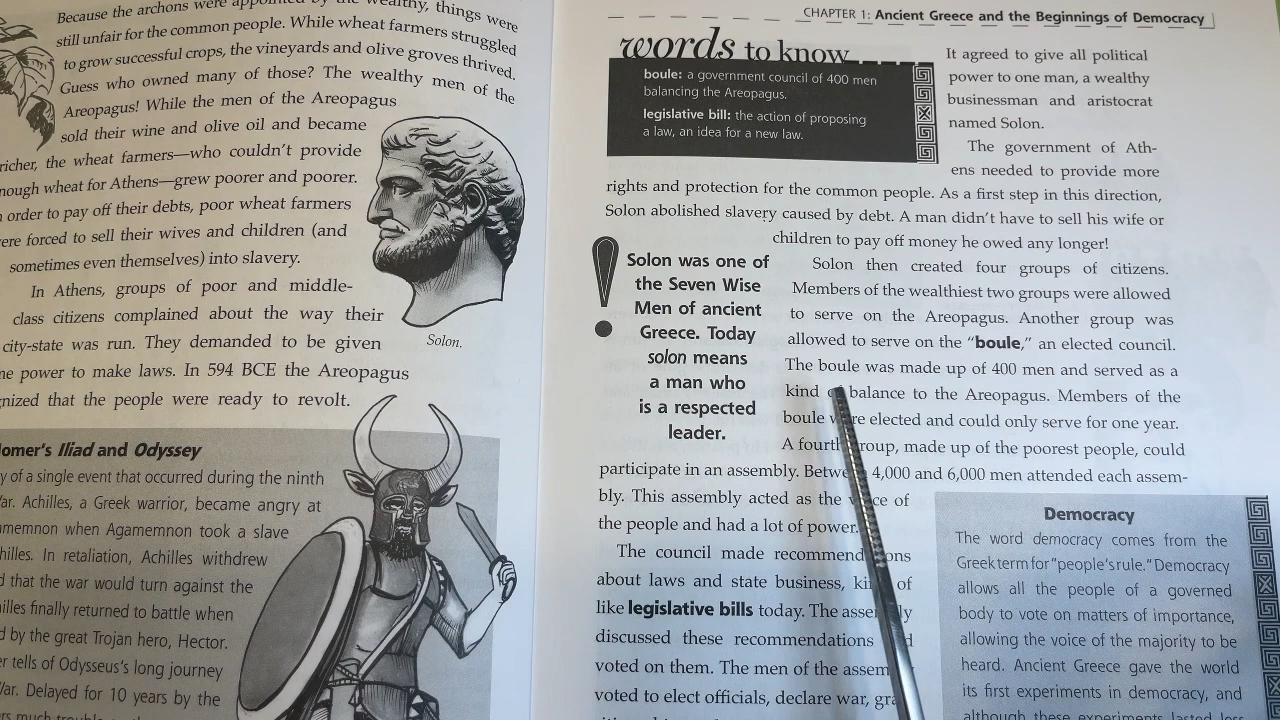 Because the archons were appointed by the wealthy, things were
still unfair for the common people. While wheat farmers struggled
to grow successful crops, the vineyards and olive groves thrived.
Guess who owned many of those? The wealthy men of the
Areopagus! While the men of the Areopagus
sold their wine and olive oil and became
richer, the wheat farmers—who couldn't provide
enough wheat for Athens—grew poorer and poorer.
order to pay off their debts, poor wheat farmers
were forced to sell their wives and children (and
sometimes even themselves) into slavery.
In Athens, groups of poor and middle-
class citizens complained about the way their
city-state was run. They demanded to be given
power to make laws. In 594 BCE the Areopagus
that the people were ready to revolt.
Solon.
Homer's Iliad and Odyssey
of a single event that occurred during the ninth
Achilles, a Greek warrior, became angry at
when Agamemnon took a slave
In retaliation, Achilles withdrew
that the war would turn against the
finally returned to battle when
by the great Trojan hero, Hector.
tells of Odysseus's long journey
Delayed for 10 years by the
CHAPTER 1: Ancient Greece and the Beginnings of Democracy
words to know
boule: a government council of 400 men
balancing the Areopagus.
legislative bill: the action of proposing
a law, an idea for a new law.
It agreed to give all political
power to one man, a wealthy
businessman and aristocrat
named Solon.
The government of Ath-
ens needed to provide more
rights and protection for the common people. As a first step in this direction,
Solon abolished slavery caused by debt. A man didn't have to sell his wife or
children to pay off money he owed any longer!
! Solon was one of
the Seven Wise
Men of ancient
Greece. Today
solon means
a man who
is a respected
leader.
Solon then created four groups of citizens.
Members of the wealthiest two groups were allowed
to serve on the Areopagus. Another group was
allowed to serve on the "boule," an elected council.
The boule was made up of 400 men and served as a
kind of balance to the Areopagus. Members of the
boule were elected and could only serve for one year.
A fourth group, made up of the poorest people, could
participate in an assembly. Between 4,000 and 6,000 men attended each assem-
bly. This assembly acted as the voice of
the people and had a lot of power.
The council made recommendations
about laws and state business, kind of
like legislative bills today. The assembly
discussed these recommendations and
voted on them. The men of the assembly
voted to elect officials, declare war,
Democracy
The word democracy comes from the
Greek term for "people's rule." Democracy
allows all the people of a governed
body to vote on matters of importance,
allowing the voice of the majority to be
heard. Ancient Greece gave the world
its first experiments in democracy, and
although these experiments lasted less